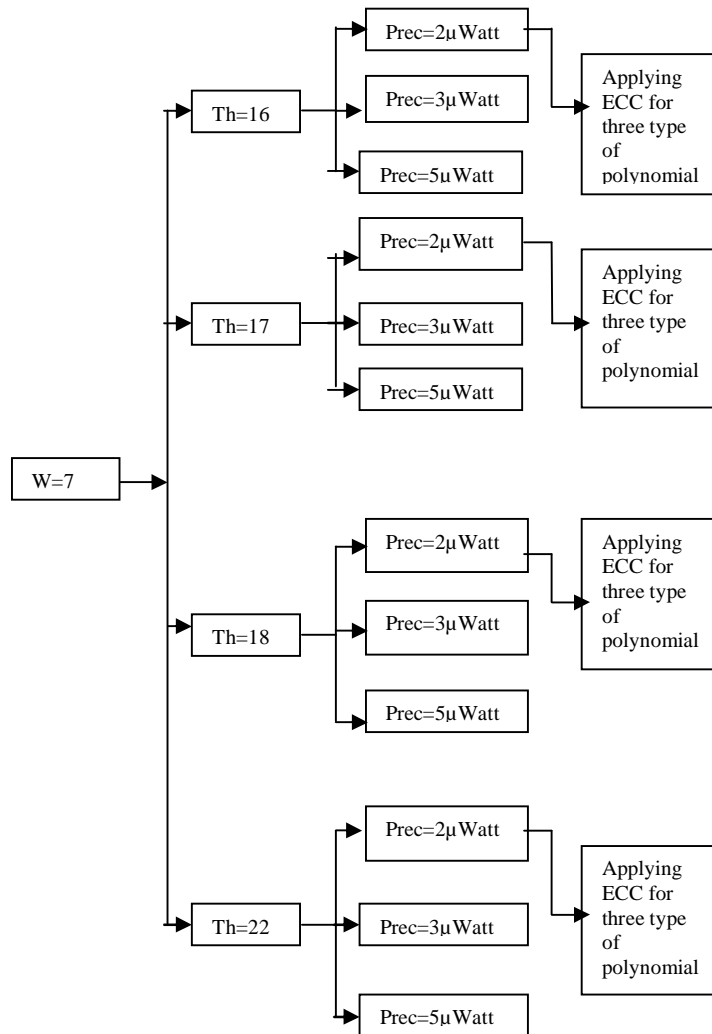 Prec=2µWatt
Applying
ECC for
three type
of
polynomial
Th=16
Prec=3µWatt
Prec=5µWatt
Prec=2µWatt
Applying
ECC for
three type
of
polynomial
Th=17
Prec=3µWatt
Prec=5µWatt
W=7
Prec=2µWatt
Applying
ECC for
three type
of
polynomial
Th=18
Prec=3µWatt
Prec=5µWatt
Prec=2µWatt
Applying
ECC for
three type
of
polynomial
Th=22
Prec=3µWatt
Prec=5µWatt